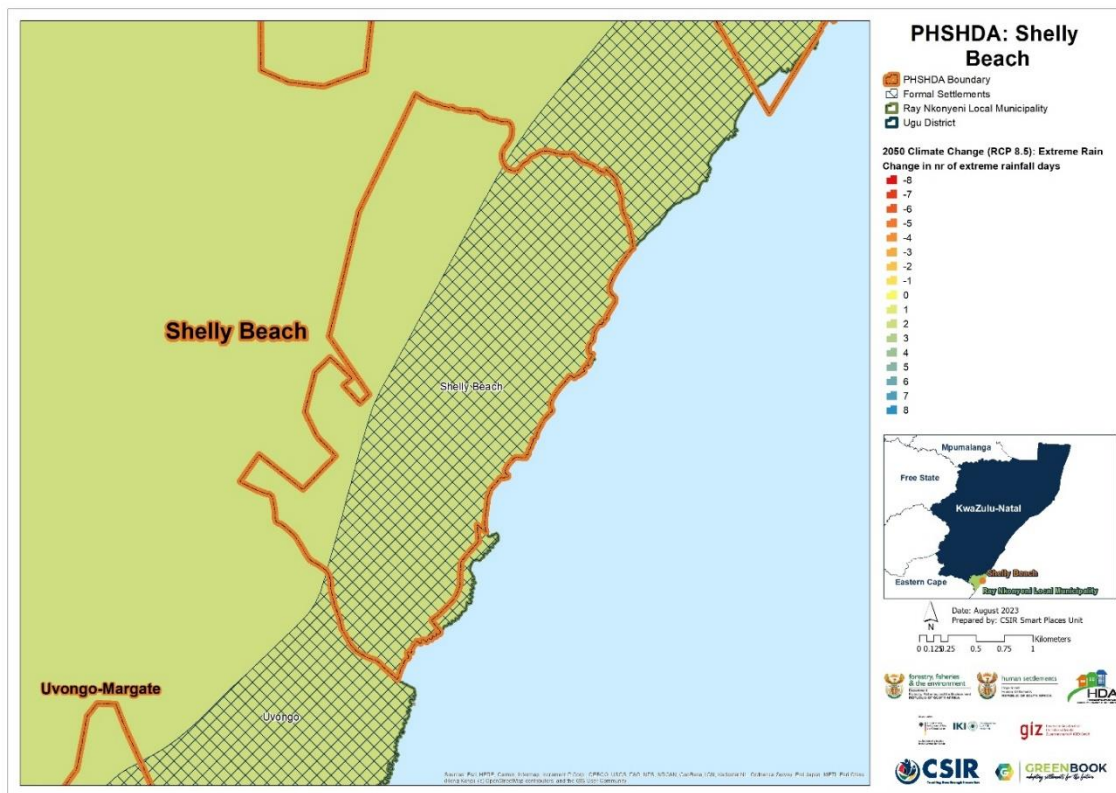 PHSHDA: Shelly
Beach
PHSHDA Boundary
Formal Settlements
Ray Nkonyeni Local Municipality
Ugu District
2050 Climate Change (RCP 8.5): Extreme Rain
Change in nr of extreme rainfall days
-8
-7
-6
-5
-4
-3
-2
-1
0
1
2
3
4
5
6
7
8
Shelly Beach
Shelly Beach
Uvongo-Margate
Uvongo
Mpumalanga
Free State
KwaZulu-Natal
Eastern Cape
Shelly Beach
Ray Nkonyeni Local Municipality
N
Date: August 2023
Prepared by: CSIR Smart Places Unit
Kilometers
0 0.125 0.25 0.5 0.75 1
forestry, fisheries
& the environment
human settlements
HDA
IKI
giz
CSIR
GREENBOOK